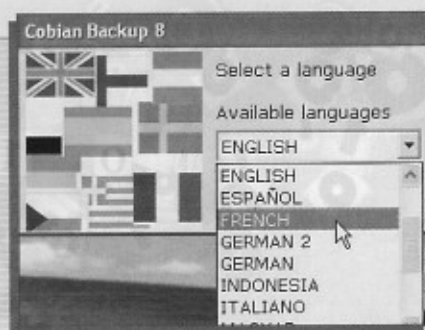 Cobian Backup 8
Select a language
Available languages
ENGLISH
ENGLISH
ESPAÑOL
FRENCH
GERMAN 2
GERMAN
INDONESIA
ITALIANO